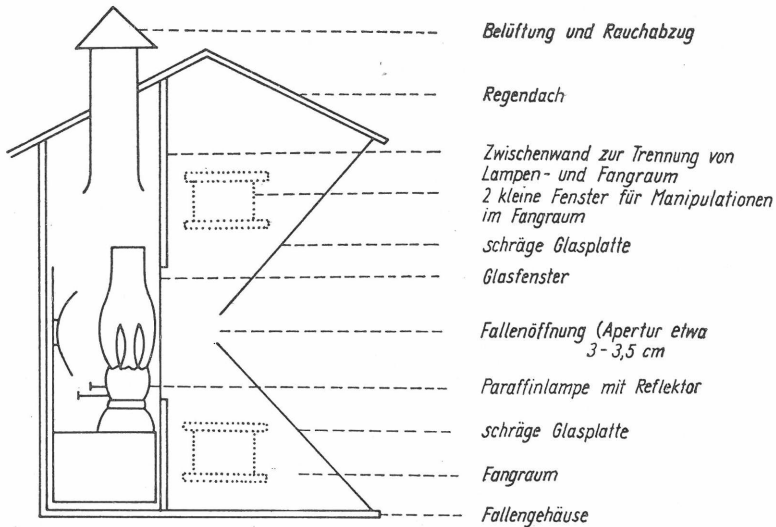 Belüftung und Rauchabzug
Regendach
Zwischenwand zur Trennung von
Lampen- und Fangraum
2 kleine Fenster für Manipulationen
im Fangraum
schräge Glasplatte
Glasfenster
Fallenöffnung (Apertur etwa
3-3,5 cm
Paraffinlampe mit Reflektor
schräge Glasplatte
Fangraum
Fallengehäuse